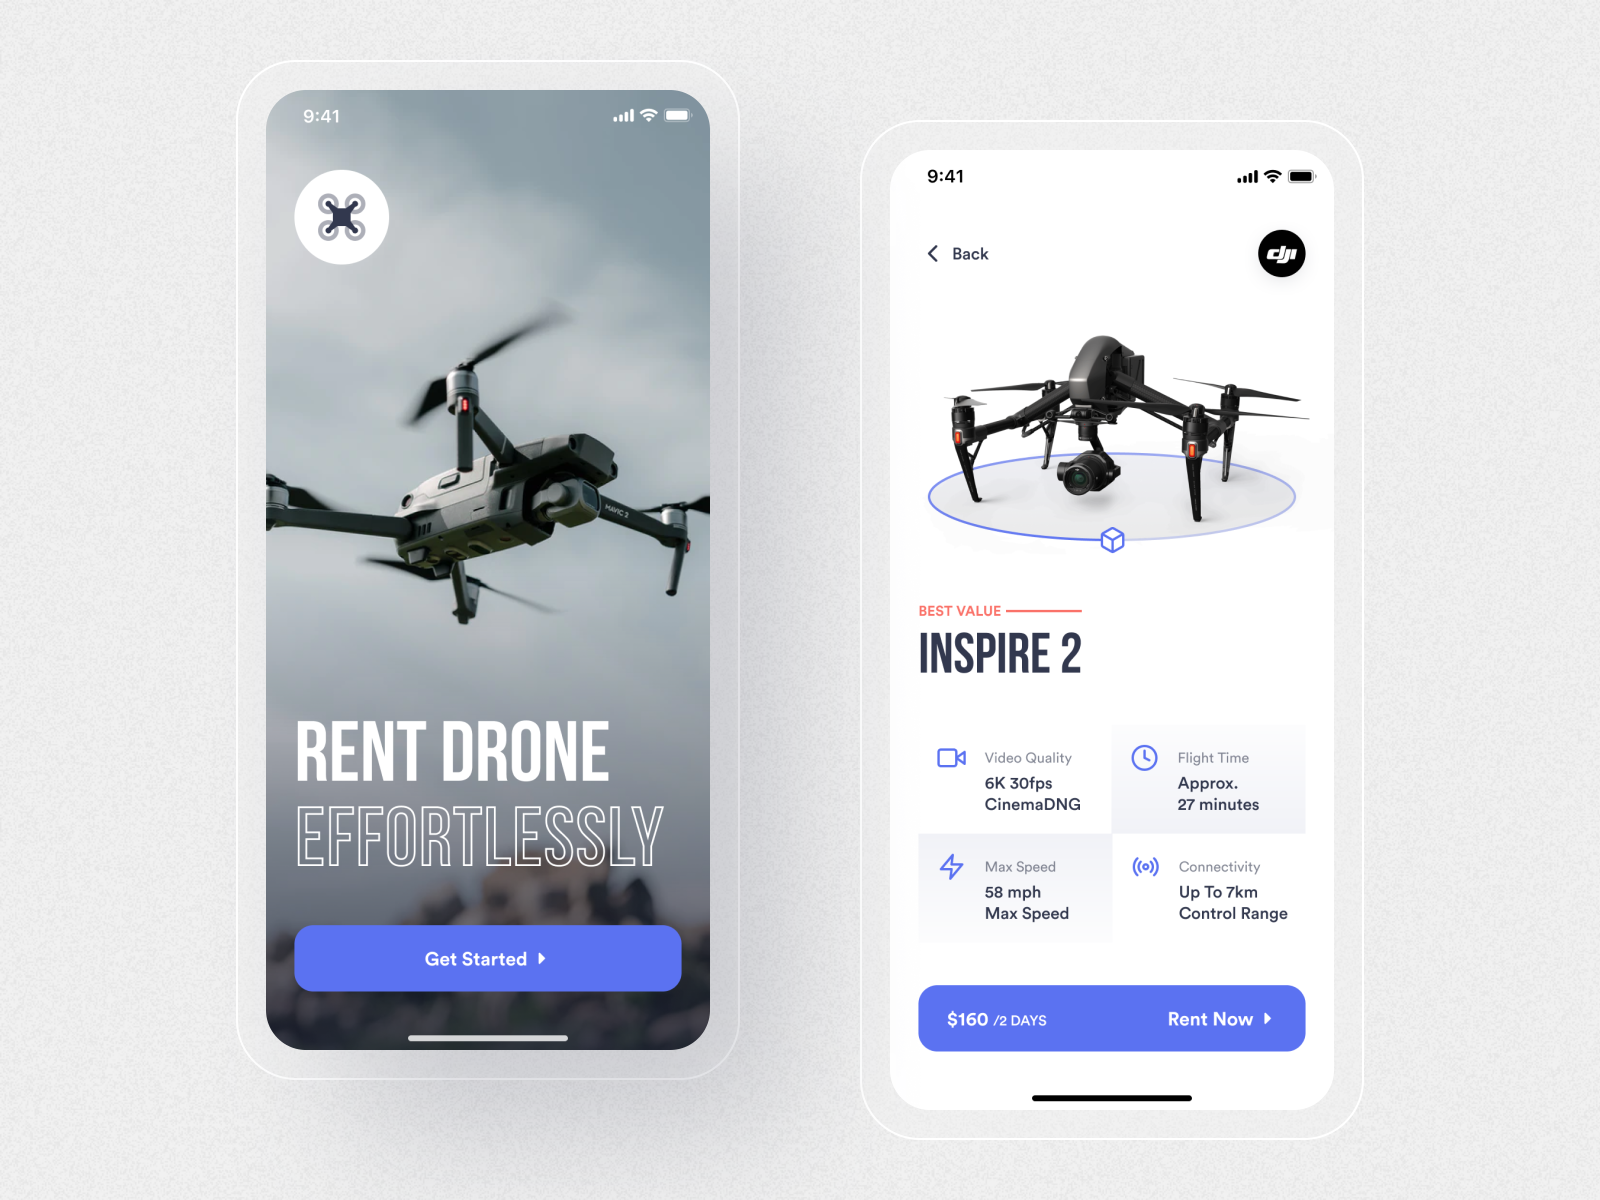 9:41
MAVIC 2
RENT DRONE
EFFORTLESSLY
Get Started
9:41
Back
dji
BEST VALUE
INSPIRE 2
Video Quality
6K 30fps
CinemaDNG
Flight Time
Approx.
27 minutes
Max Speed
58 mph
Max Speed
Connectivity
Up To 7km
Control Range
$160 /2 DAYS
Rent Now